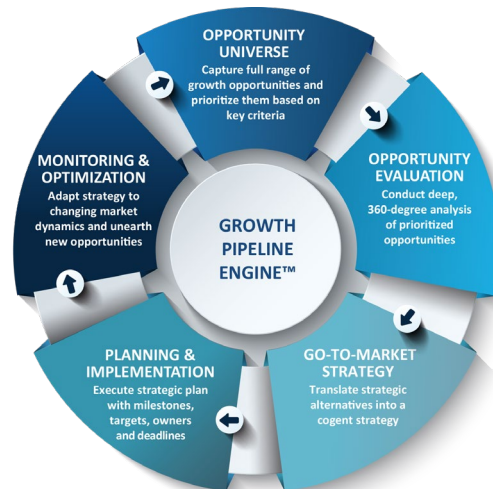 OPPORTUNITY
UNIVERSE
Capture full range of
growth opportunities and
prioritize them based on
key criteria
OPPORTUNITY
EVALUATION
Conduct deep,
360-degree analysis
of prioritized
opportunities
GO-TO-MARKET
STRATEGY
Translate strategic
alternatives into a
cogent strategy
PLANNING &
IMPLEMENTATION
Execute strategic plan
with milestones,
targets, owners
and deadlines
MONITORING &
OPTIMIZATION
Adapt strategy to
changing market
dynamics and unearth
new opportunities
GROWTH
PIPELINE
ENGINE™